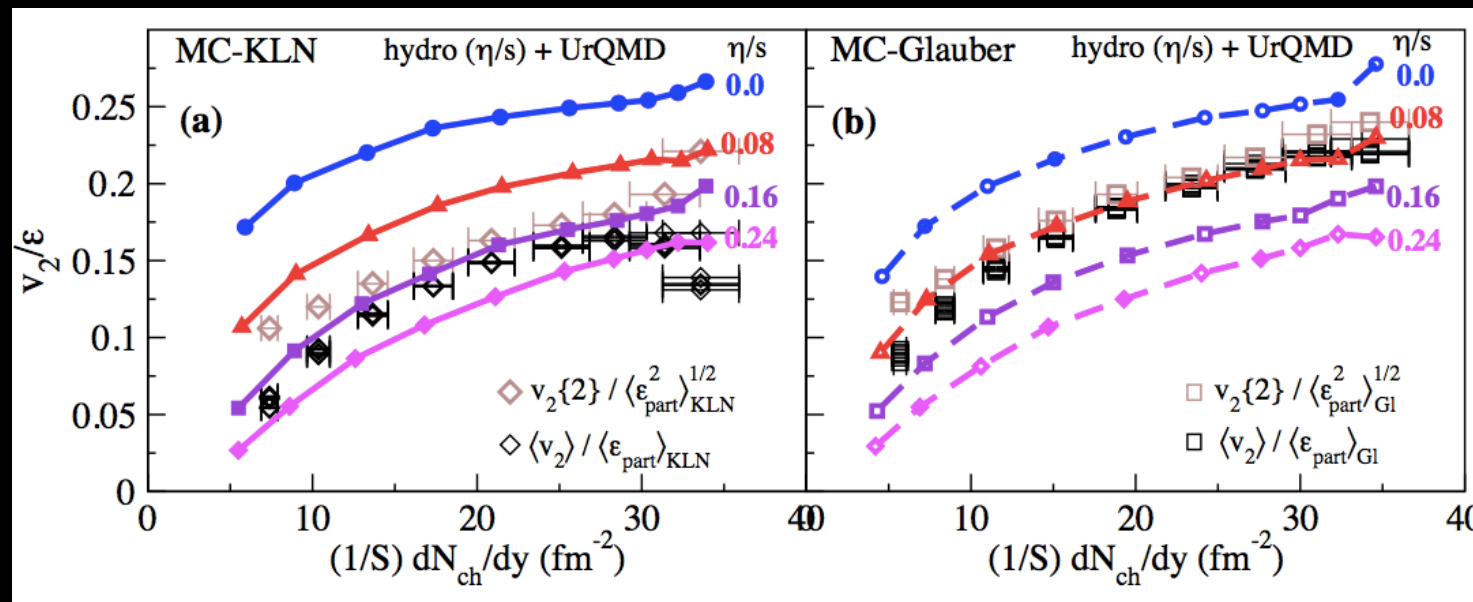 MC-KLN hydro (η/s) + UrQMD η/s
0.0
(a)
0.08
0.16
0.24
v₂{2} / ⟨ε²part⟩^1/2 KLN
⟨v₂⟩ / ⟨εpart⟩KLN
v₂/ε
0.25
0.2
0.15
0.1
0.05
0
0 10 20 30 40
(1/S) dNch/dy (fm⁻²)
MC-Glauber hydro (η/s) + UrQMD η/s
0.0
(b)
0.08
0.16
0.24
v₂{2} / ⟨ε²part⟩^1/2 Gl
⟨v₂⟩ / ⟨εpart⟩Gl
0 10 20 30 40
(1/S) dNch/dy (fm⁻²)